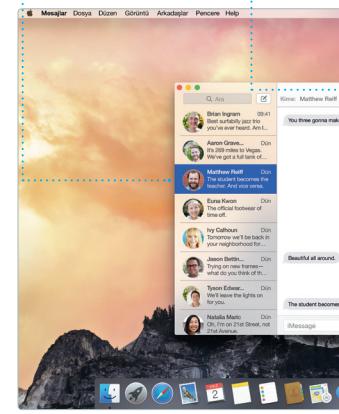 Mesajlar Dosya Düzen Görüntü Arkadaşlar Pencere Help
Ara
Kime: Matthew Reiff
Brian Ingram 09:41
Best surfabilly jazz trio
you've ever heard. Am I...
You three gonna mak
Aaron Grave... Dün
It's 289 miles to Vegas.
We've got a full tank of...
Matthew Reiff Dün
The student becomes the
teacher. And vice versa.
Euna Kwon Dün
The official footwear of
time off.
Ivy Calhoun Dün
Tomorrow we'll be back in
your neighborhood for...
Jason Bettin... Dün
Trying on new frames—
what do you think of th...
Beautiful all around.
Tyson Edwar... Dün
We'll leave the lights on
for you.
The student becomes
Natalia Maric Dün
Oh, I'm on 21st Street, not
21st Avenue.
iMessage
2